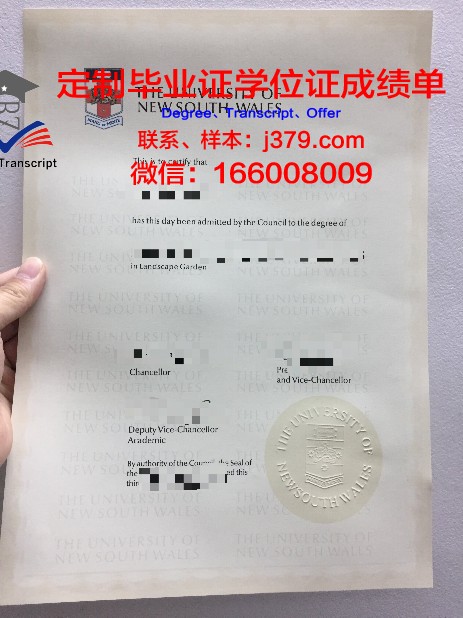 定制毕业证学位证成绩单
THE UNIVERSITY OF
NEW SOUTH WALES
Degree、Transcript、Offer
联系、样本：j379.com
This is to certify that
微信：166008009
Transcript
has this day been admitted by the Council to the degree of
in Landscape Garden
Chancellor
and Vice-Chancellor
Deputy Vice-Chancellor
Academic
By authority of the Council, the Seal of
the
ed this
THE UNIVERSITY OF
NEW SOUTH WALES